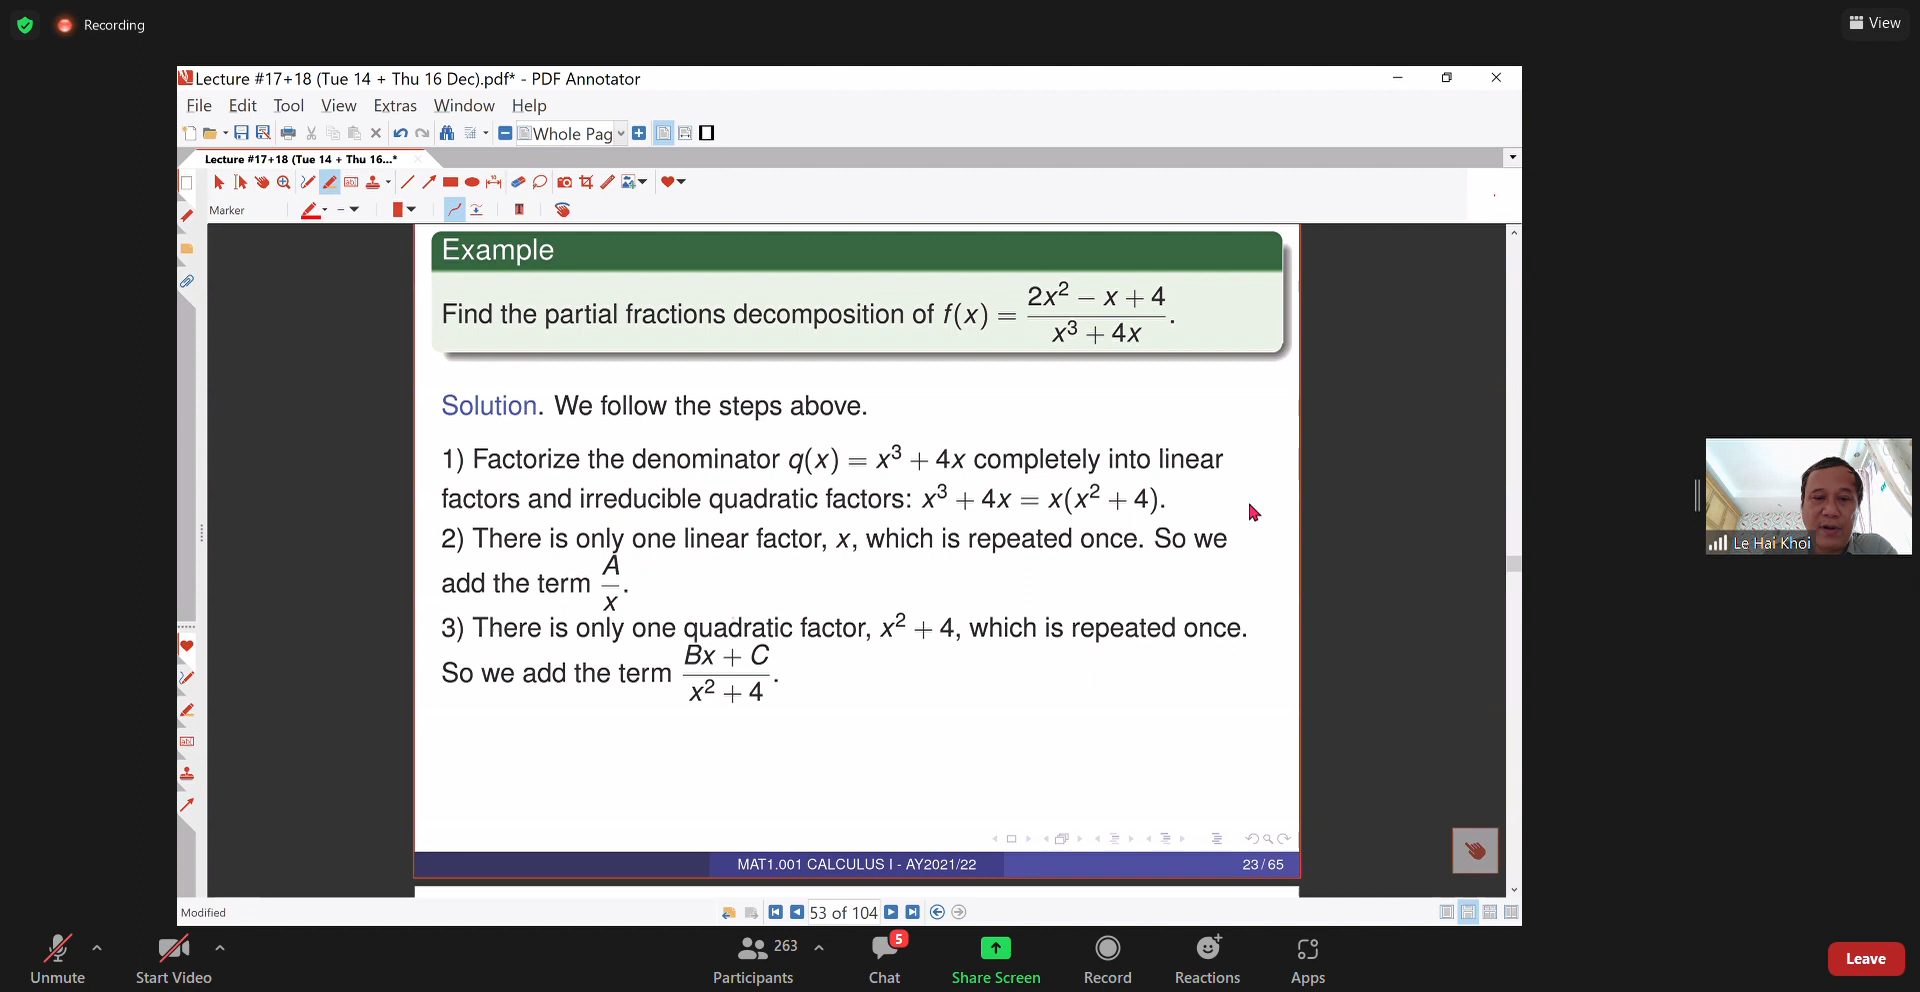 Recording
View
Lecture #17+18 (Tue 14 + Thu 16 Dec).pdf* - PDF Annotator
File Edit Tool View Extras Window Help
Whole Pag
Lecture #17+18 (Tue 14 + Thu 16...*
Marker
Example
Find the partial fractions decomposition of f(x) = (2x² − x + 4)/(x³ + 4x).
Solution. We follow the steps above.
1) Factorize the denominator q(x) = x³ + 4x completely into linear
factors and irreducible quadratic factors: x³ + 4x = x(x² + 4).
2) There is only one linear factor, x, which is repeated once. So we
add the term A/x.
3) There is only one quadratic factor, x² + 4, which is repeated once.
So we add the term (Bx + C)/(x² + 4).
MAT1.001 CALCULUS I - AY2021/22
23/65
Le Hai Khoi
Modified
53 of 104
Unmute
Start Video
263
Participants
5
Chat
Share Screen
Record
Reactions
Apps
Leave